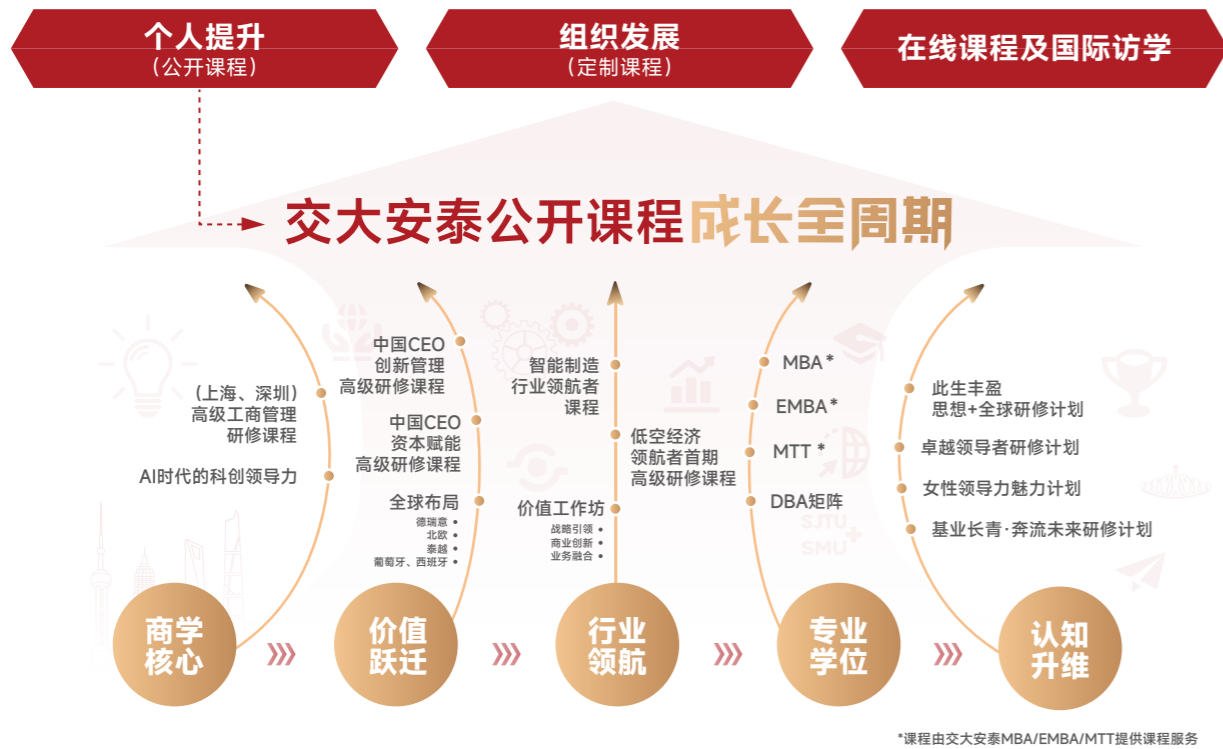 个人提升
（公开课程）
组织发展
（定制课程）
在线课程及国际访学
交大安泰公开课程成长全周期
（上海、深圳）
高级工商管理
研修课程
AI时代的科创领导力
商学
核心
中国CEO
创新管理
高级研修课程
中国CEO
资本赋能
高级研修课程
全球布局
德瑞意 •
北欧 •
泰越 •
葡萄牙、西班牙 •
价值
跃迁
智能制造
行业领航者
课程
低空经济
领航者首期
高级研修课程
价值工作坊
战略引领 •
商业创新 •
业务融合 •
行业
领航
MBA*
EMBA*
MTT *
DBA矩阵
SJTU
SMU
专业
学位
此生丰盈
思想+全球研修计划
卓越领导者研修计划
女性领导力魅力计划
基业长青·奔流未来研修计划
认知
升维
*课程由交大安泰MBA/EMBA/MTT提供课程服务